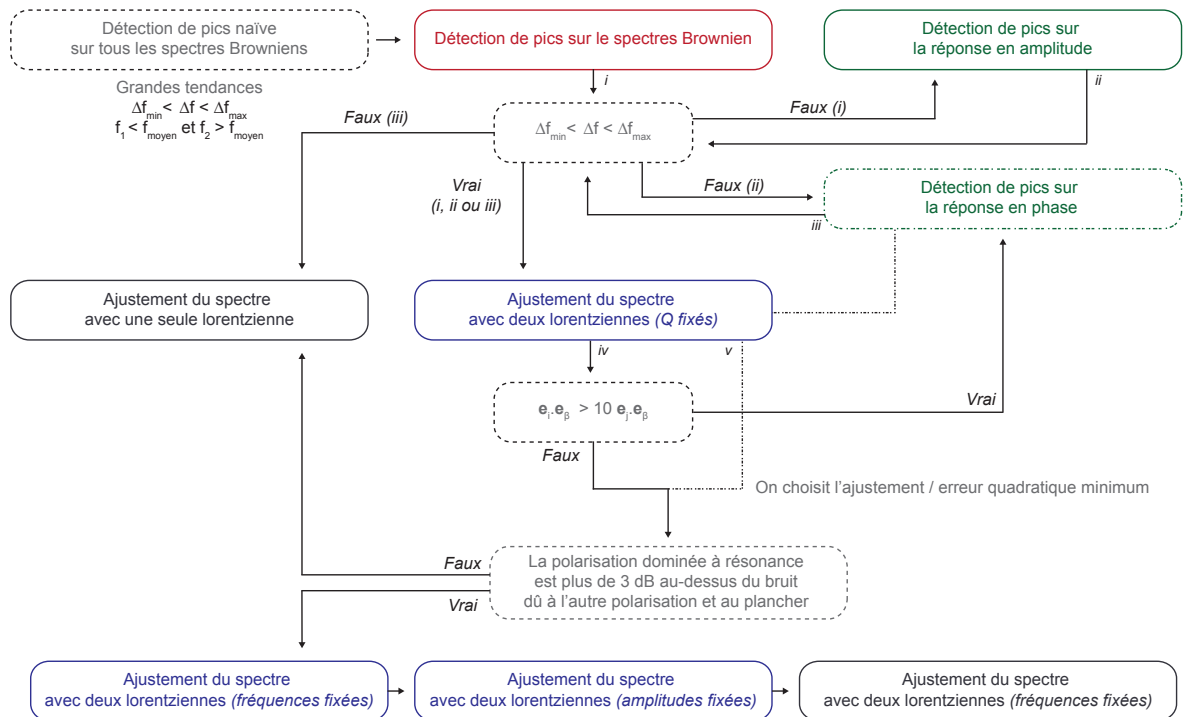 Détection de pics naïve
sur tous les spectres Browniens
Détection de pics sur le spectres Brownien
Détection de pics sur
la réponse en amplitude
Grandes tendances
Δf_min < Δf < Δf_max
f_1 < f_moyen et f_2 > f_moyen
i
ii
Faux (iii)
Δf_min < Δf < Δf_max
Faux (i)
Vrai
(i, ii ou iii)
Faux (ii)
Détection de pics sur
la réponse en phase
iii
Ajustement du spectre
avec une seule lorentzienne
Ajustement du spectre
avec deux lorentziennes (Q fixés)
iv
v
e_i.e_β > 10 e_j.e_β
Vrai
Faux
On choisit l'ajustement / erreur quadratique minimum
Faux
Vrai
La polarisation dominée à résonance
est plus de 3 dB au-dessus du bruit
dû à l'autre polarisation et au plancher
Ajustement du spectre
avec deux lorentziennes (fréquences fixées)
Ajustement du spectre
avec deux lorentziennes (amplitudes fixées)
Ajustement du spectre
avec deux lorentziennes (fréquences fixées)